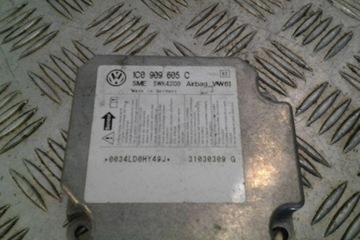 1C0 909 605 C
SME 5WK4200 Airbag VW61
Made in Germany
*0034LD0HY49J* 31030309 G